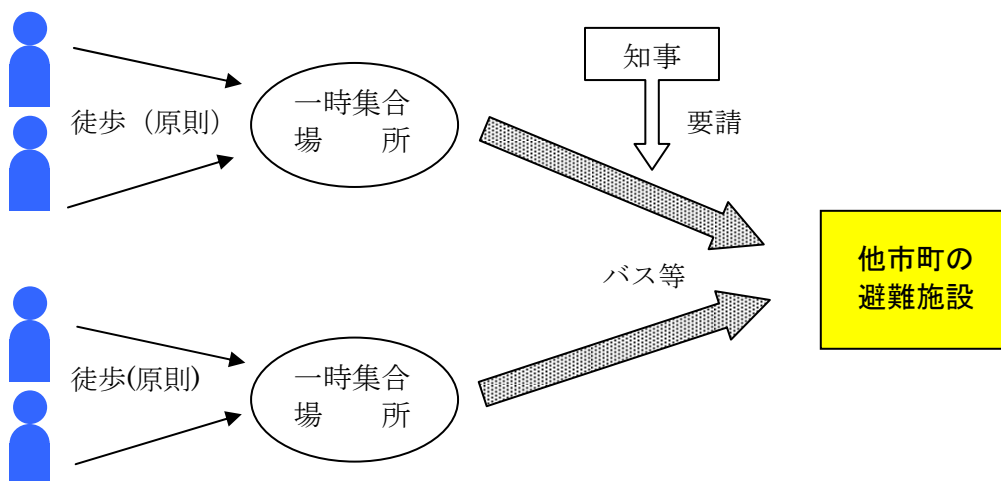 知事
一時集合
場　　所
徒歩（原則）
要請
他市町の
避難施設
バス等
一時集合
場　　所
徒歩(原則)